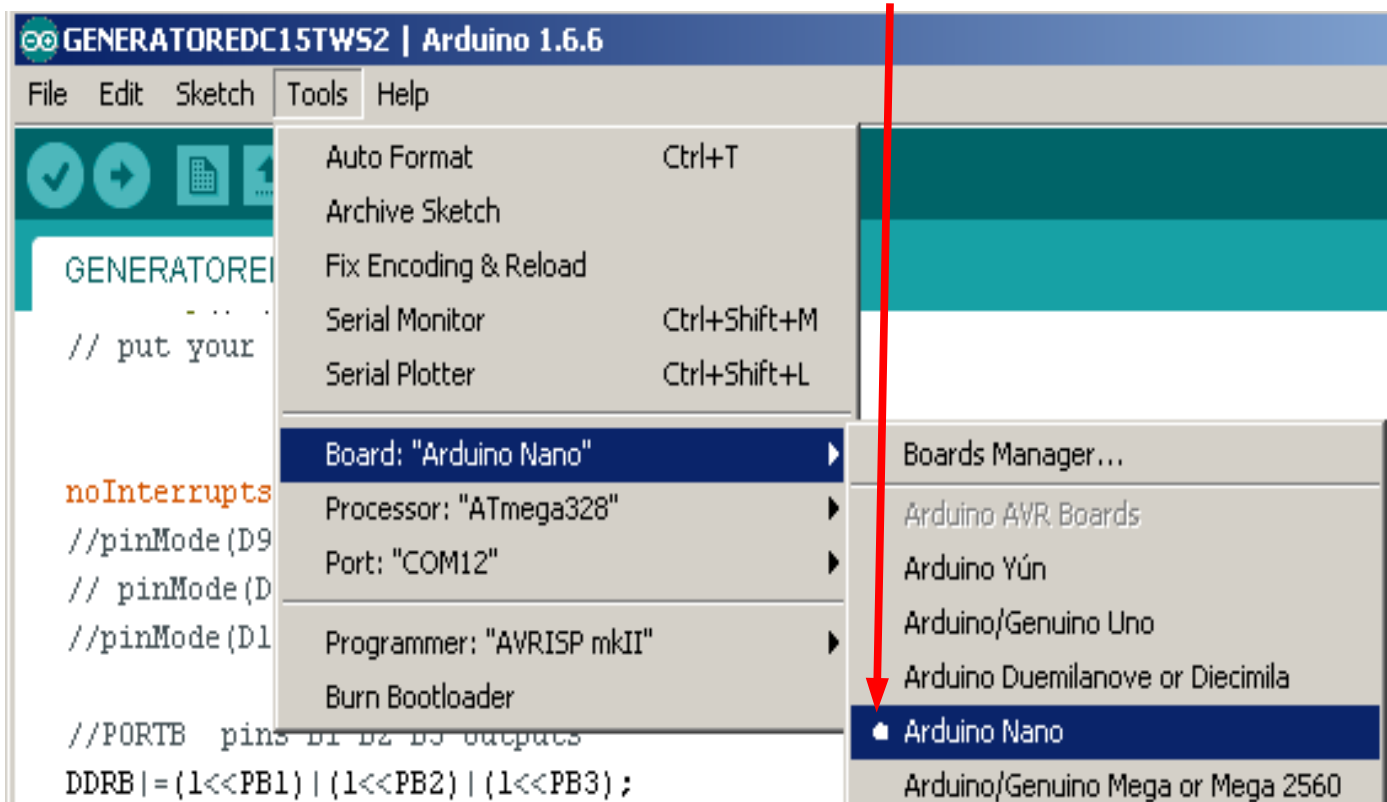 GENERATOREDC15TWS2 | Arduino 1.6.6
File Edit Sketch Tools Help
Auto Format Ctrl+T
Archive Sketch
Fix Encoding & Reload
Serial Monitor Ctrl+Shift+M
Serial Plotter Ctrl+Shift+L
Board: "Arduino Nano"
Processor: "ATmega328"
Port: "COM12"
Programmer: "AVRISP mkII"
Burn Bootloader
Boards Manager...
Arduino AVR Boards
Arduino Yún
Arduino/Genuino Uno
Arduino Duemilanove or Diecimila
Arduino Nano
Arduino/Genuino Mega or Mega 2560
GENERATORE
// put your
noInterrupts
//pinMode(D9
// pinMode(D
//pinMode(D1
//PORTB pins outputs
DDRB|=(1<<PB1)|(1<<PB2)|(1<<PB3);